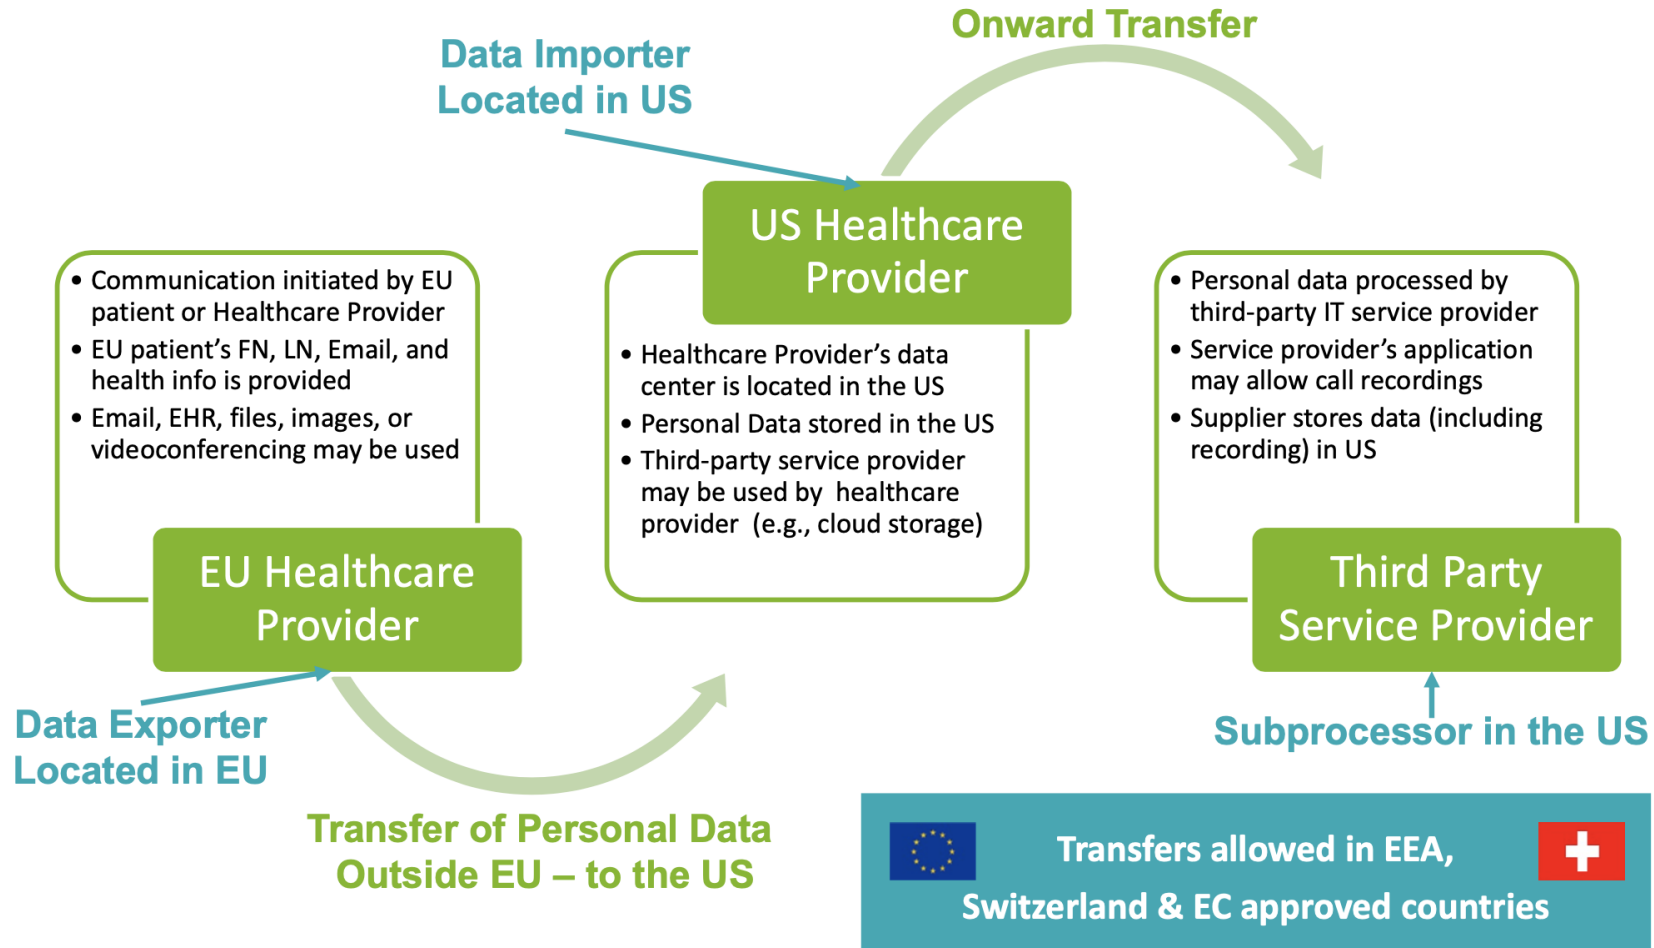 Onward Transfer
Data Importer
Located in US
US Healthcare
Provider
• Communication initiated by EU
patient or Healthcare Provider
• EU patient’s FN, LN, Email, and
health info is provided
• Email, EHR, files, images, or
videoconferencing may be used
EU Healthcare
Provider
• Healthcare Provider’s data
center is located in the US
• Personal Data stored in the US
• Third-party service provider
may be used by healthcare
provider (e.g., cloud storage)
• Personal data processed by
third-party IT service provider
• Service provider’s application
may allow call recordings
• Supplier stores data (including
recording) in US
Third Party
Service Provider
Data Exporter
Located in EU
Subprocessor in the US
Transfer of Personal Data
Outside EU – to the US
Transfers allowed in EEA,
Switzerland & EC approved countries